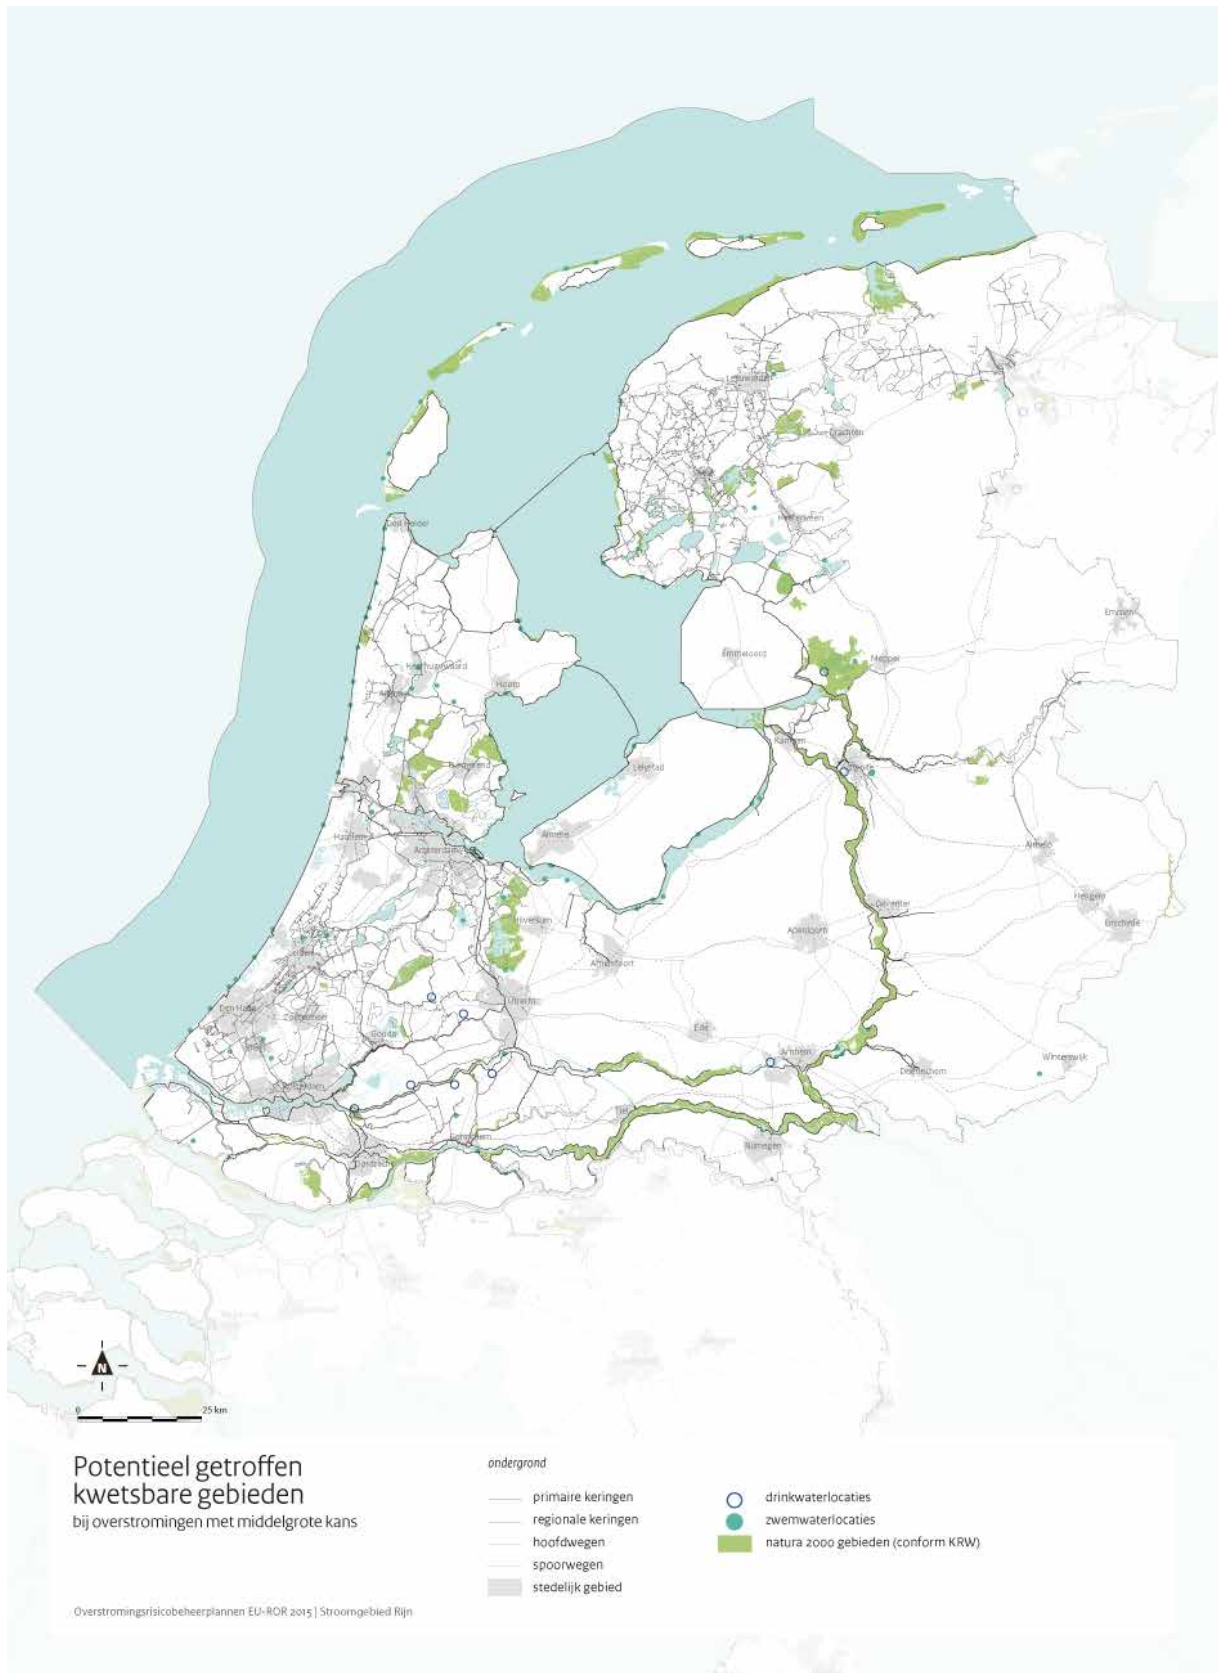 Leeuwarden
Drachten
Heerenveen
Den Helder
Emmen
Emmeloord
Meppel
Heerhugowaard
Hoorn
Alkmaar
Kampen
Purmerend
Lelystad
Zwolle
Haarlem
Almere
Amsterdam
Almelo
Hengelo
Deventer
Enschede
Hilversum
Apeldoorn
Amersfoort
Leiden
Utrecht
Den Haag
Zoetermeer
Gouda
Ede
Arnhem
Winterswijk
Doetinchem
Rotterdam
Tiel
Gorinchem
Nijmegen
Dordrecht
N
0
25 km
Potentieel getroffen
kwetsbare gebieden
bij overstromingen met middelgrote kans
ondergrond
primaire keringen
regionale keringen
hoofdwegen
spoorwegen
stedelijk gebied
drinkwaterlocaties
zwemwaterlocaties
natura 2000 gebieden (conform KRW)
Overstromingsrisicobeheerplannen EU-ROR 2015 | Stroomgebied Rijn